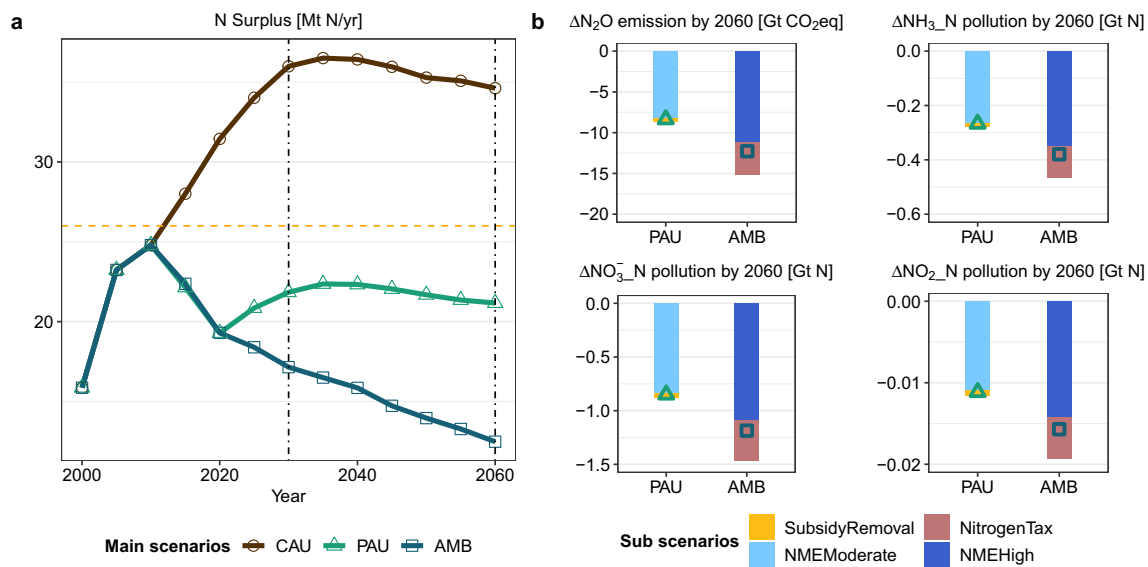 a
N Surplus [Mt N/yr]
30
20
2000
2020
2040
2060
Year
Main scenarios
CAU
PAU
AMB
b
ΔN₂O emission by 2060 [Gt CO₂eq]
0
−5
−10
−15
−20
PAU
AMB
ΔNH₃_N pollution by 2060 [Gt N]
0.0
−0.2
−0.4
−0.6
PAU
AMB
ΔNO₃⁻_N pollution by 2060 [Gt N]
0.0
−0.5
−1.0
−1.5
PAU
AMB
ΔNO₂_N pollution by 2060 [Gt N]
0.00
−0.01
−0.02
PAU
AMB
Sub scenarios
SubsidyRemoval
NitrogenTax
NMEModerate
NMEHigh